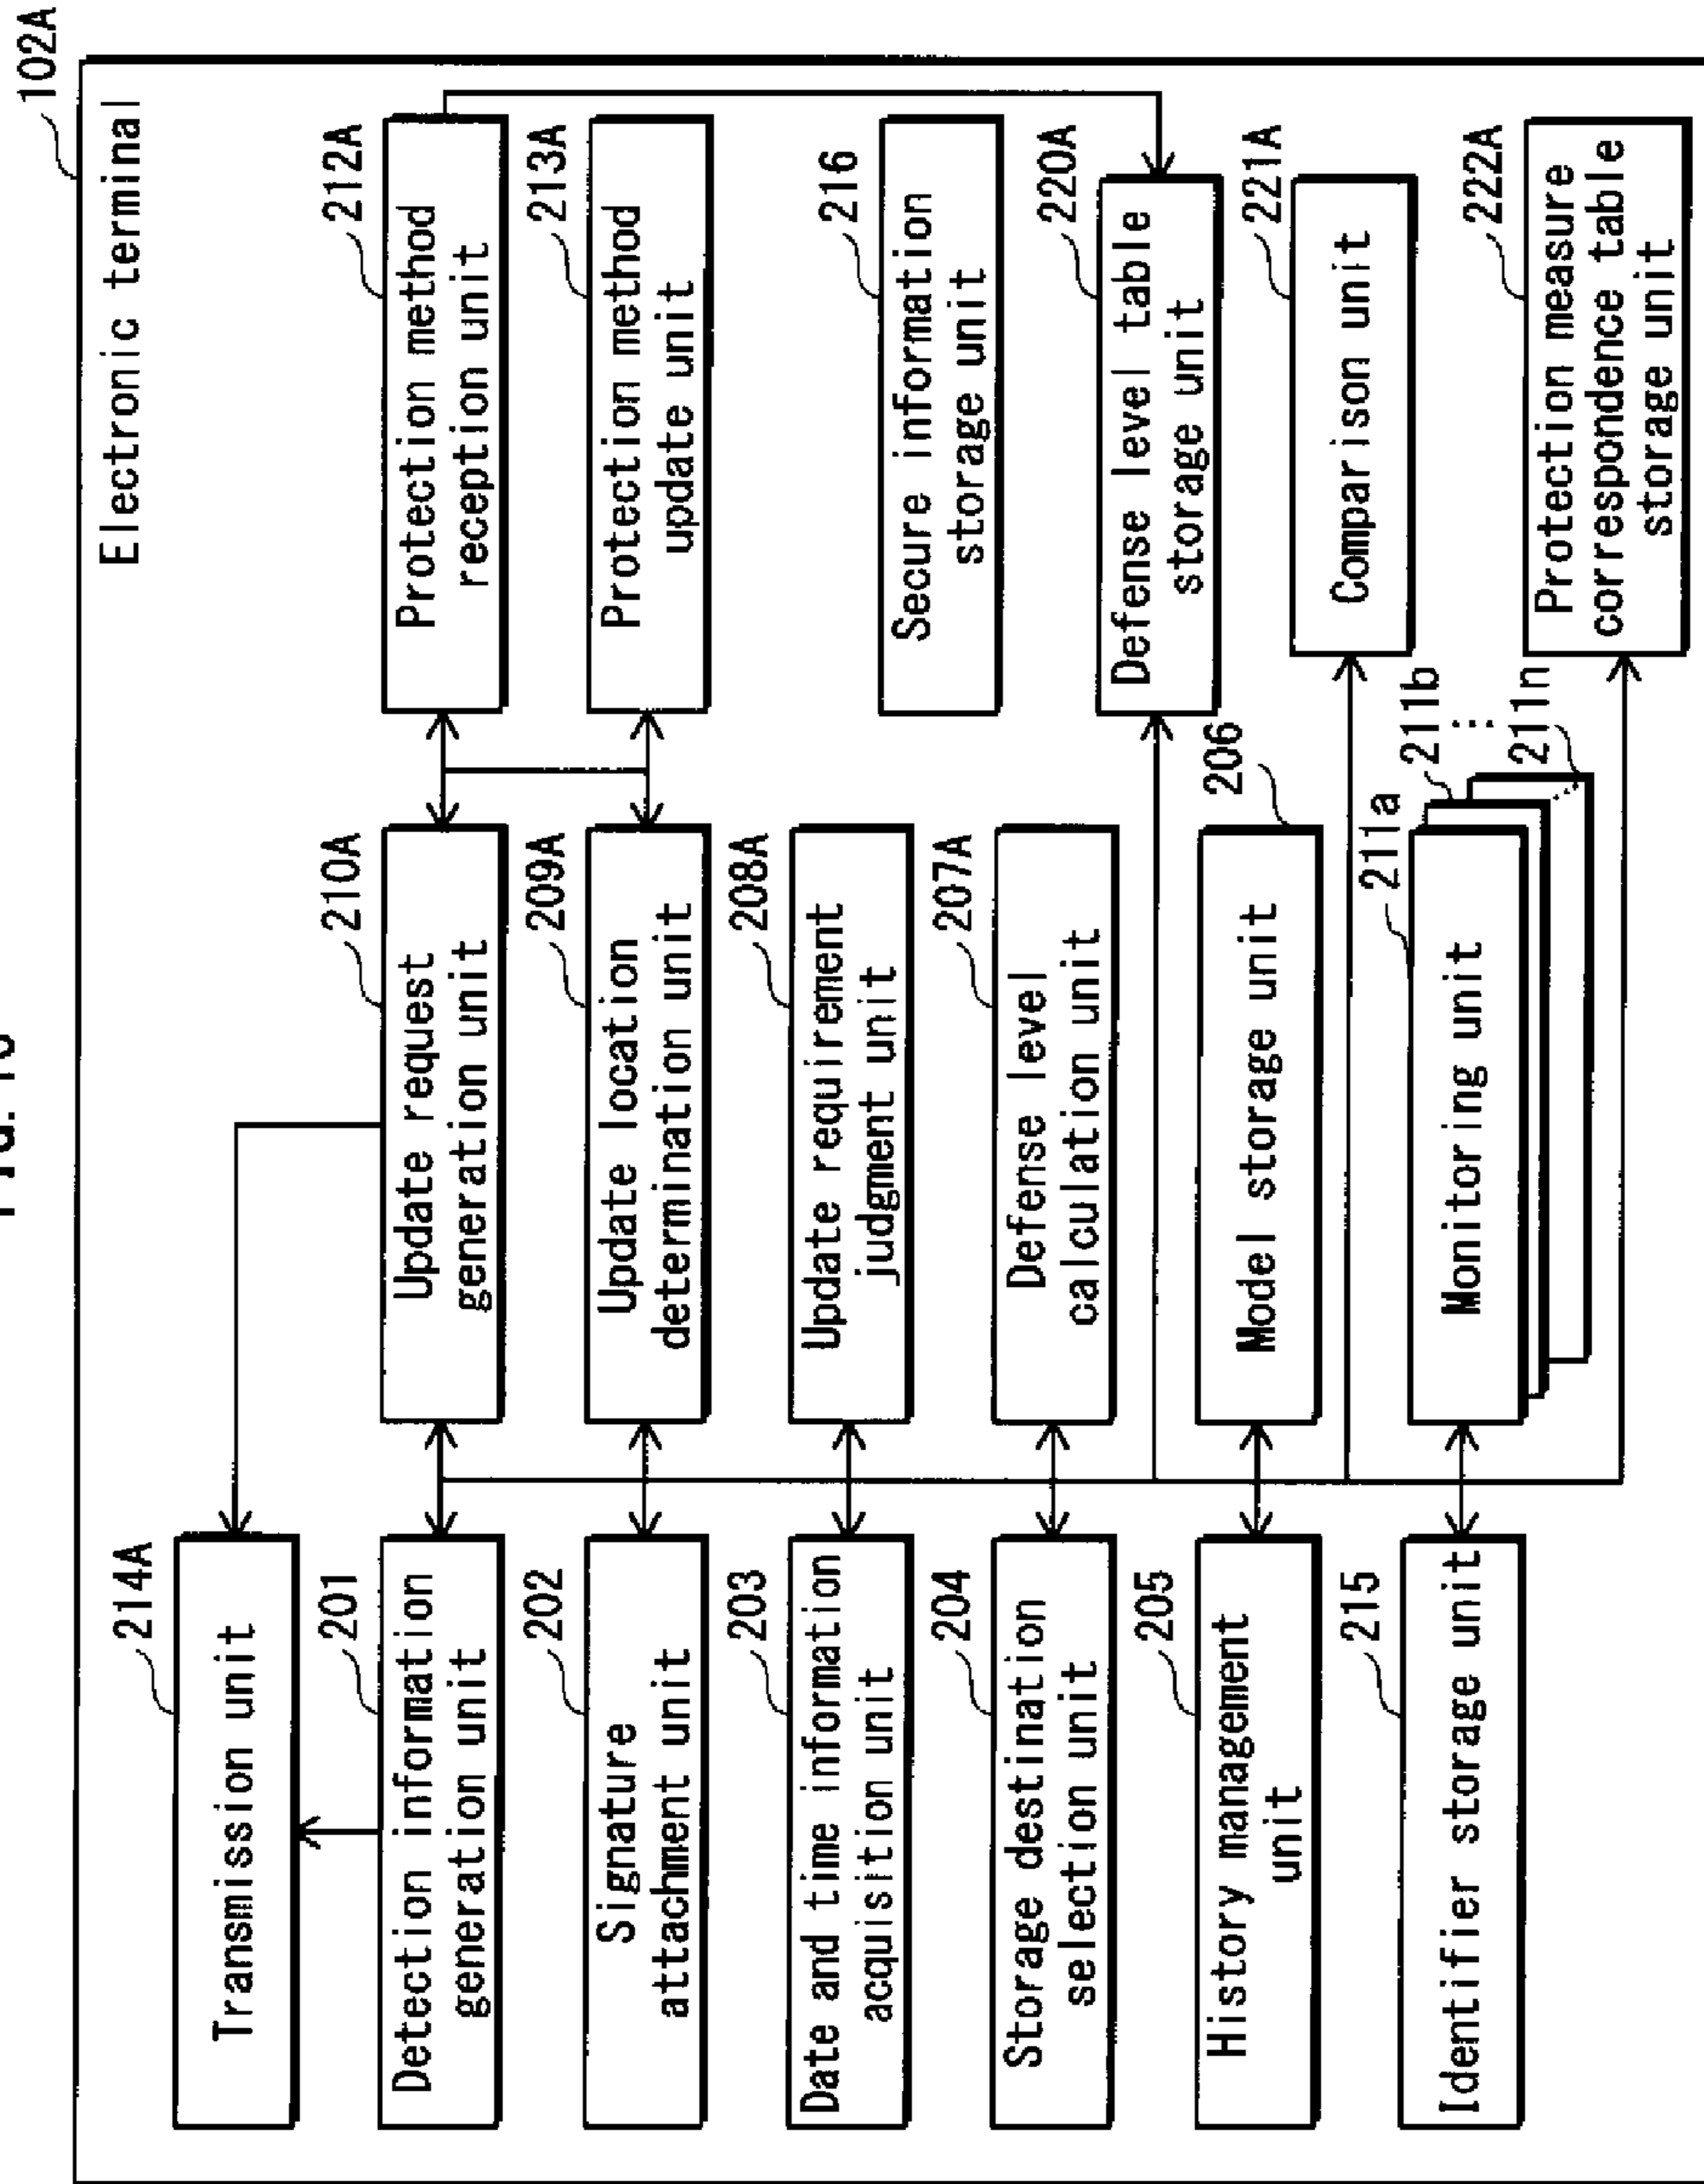 102A
Electronic terminal
214A
Transmission unit
201
Detection information
generation unit
202
Signature
attachment unit
203
Date and time information
acquisition unit
204
Storage destination
selection unit
205
History management
unit
215
Identifier storage unit
210A
Update request
generation unit
209A
Update location
determination unit
208A
Update requirement
judgment unit
207A
Defense level
calculation unit
206
Model storage unit
211a
211b
211n
Monitoring unit
212A
Protection method
reception unit
213A
Protection method
update unit
216
Secure information
storage unit
220A
Defense level table
storage unit
221A
Comparison unit
222A
Protection measure
correspondence table
storage unit